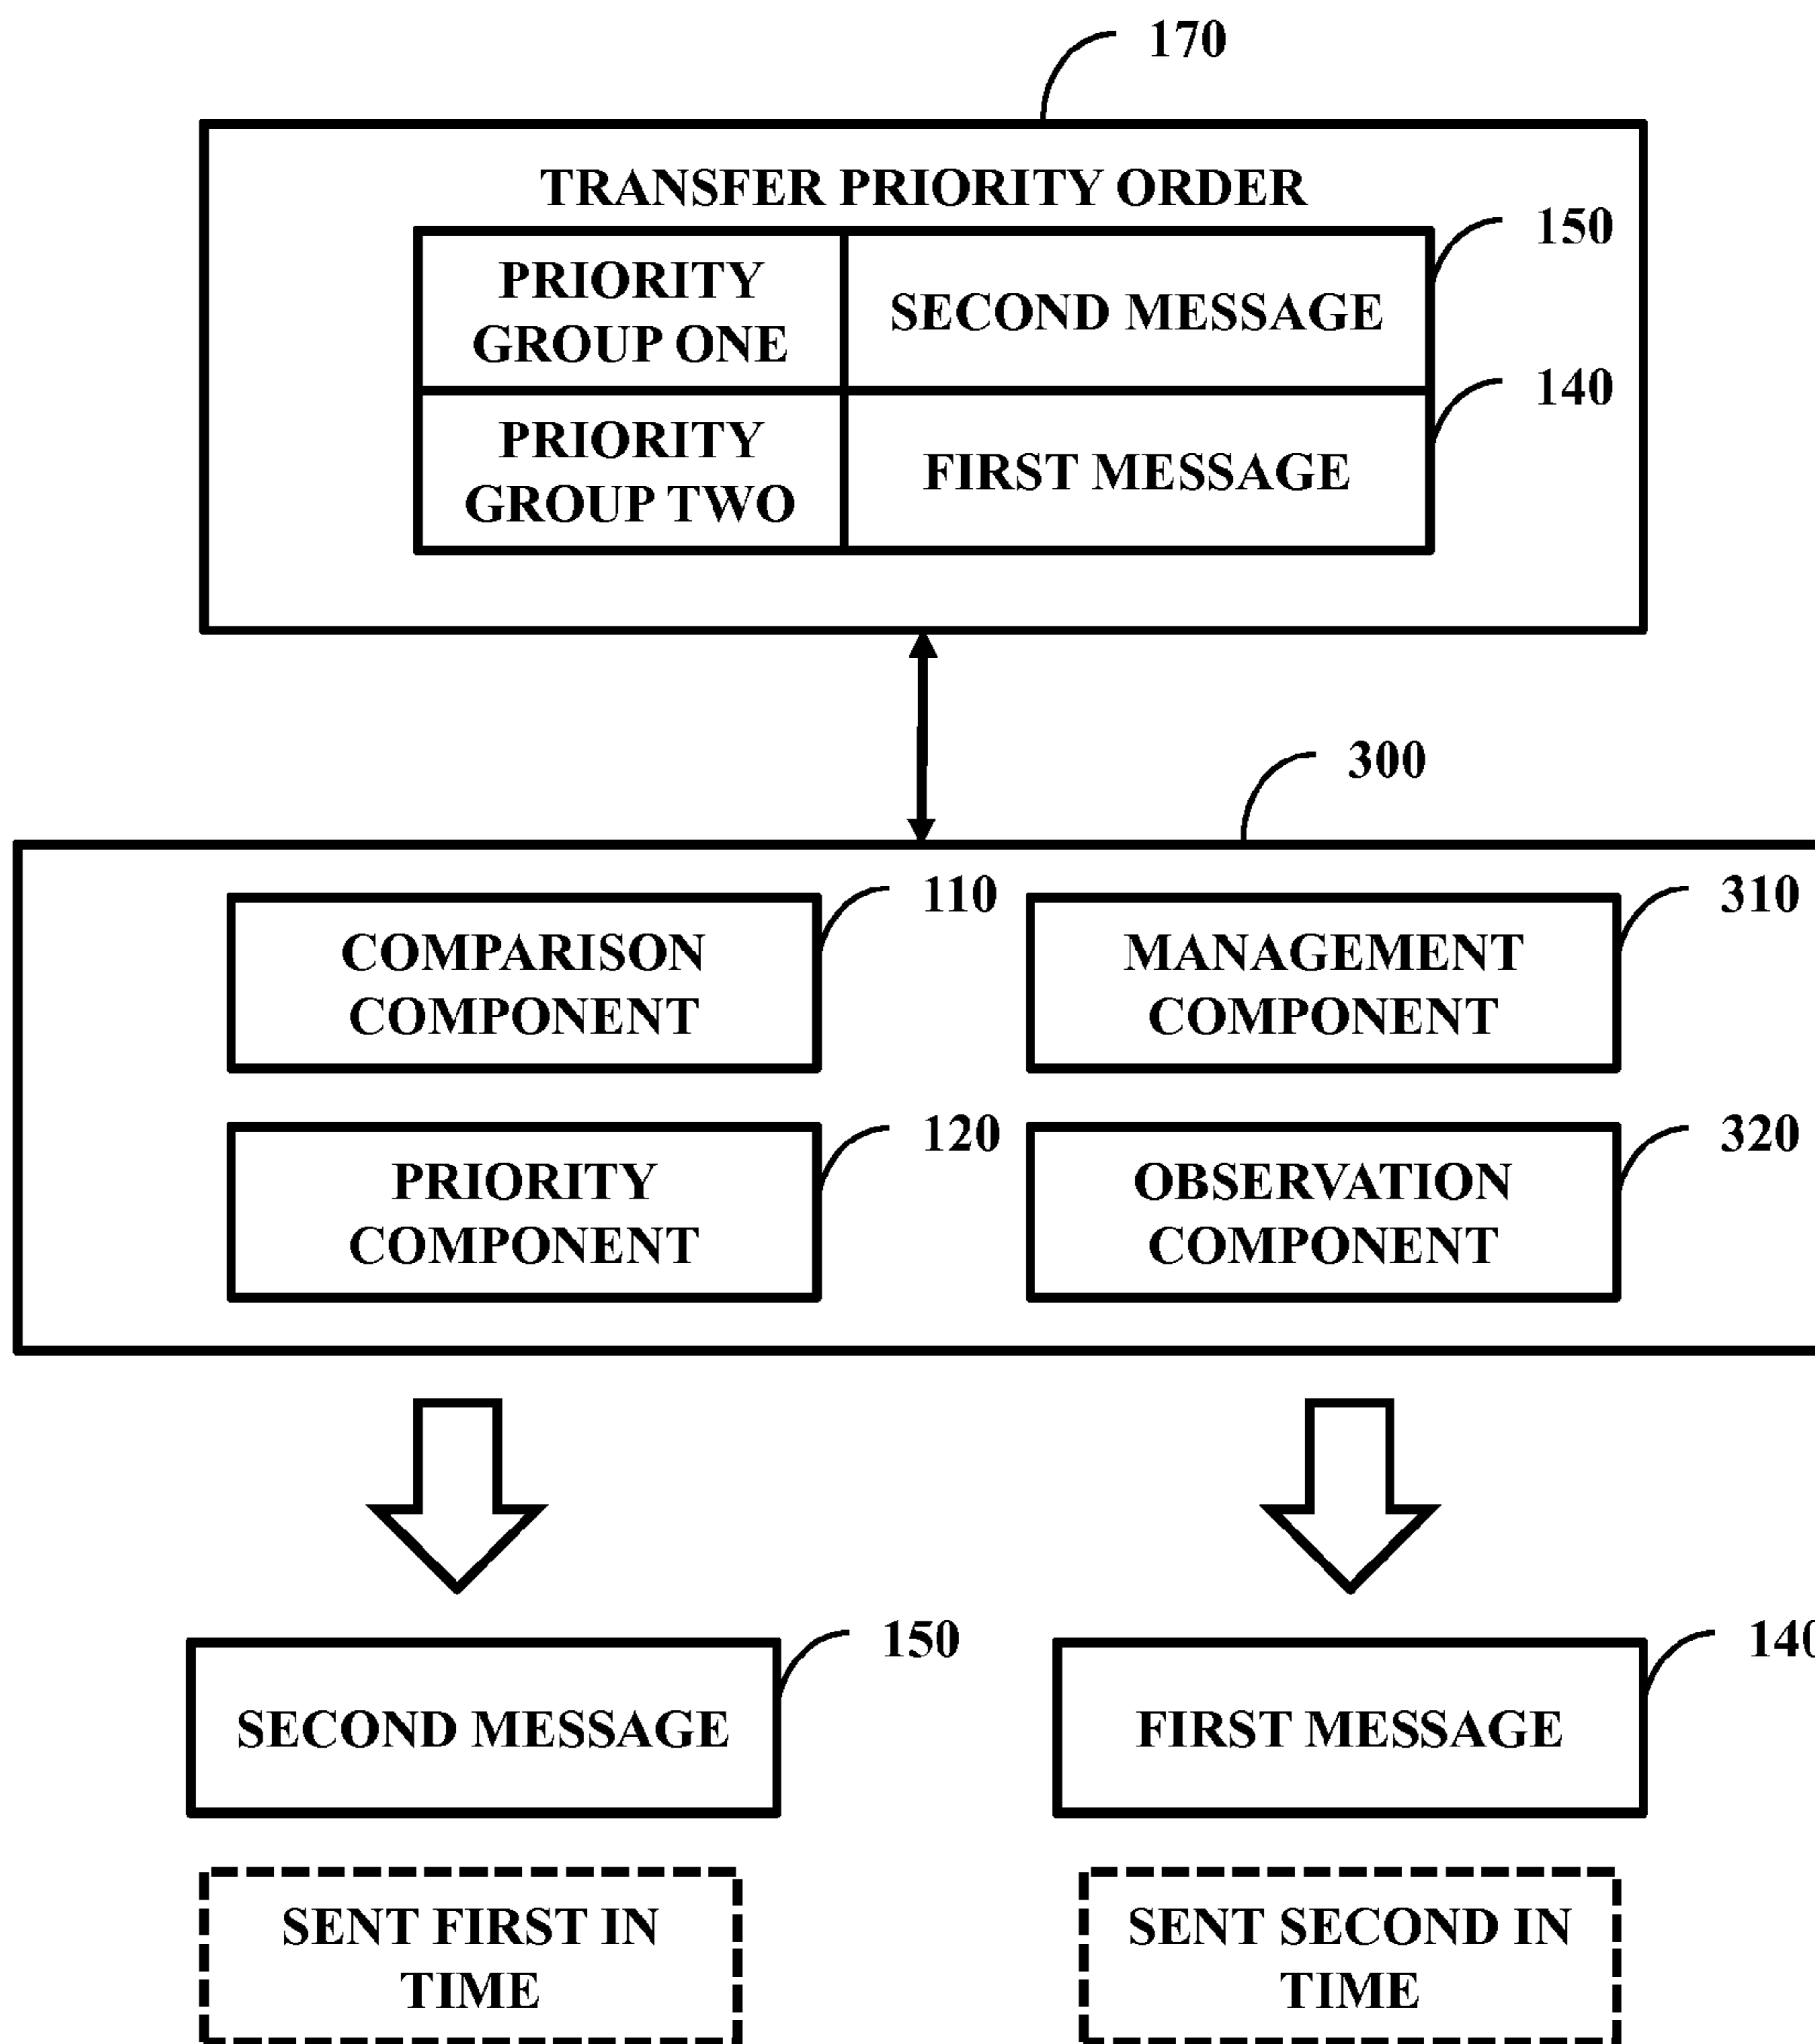 170
TRANSFER PRIORITY ORDER
150
PRIORITY
GROUP ONE
SECOND MESSAGE
140
PRIORITY
GROUP TWO
FIRST MESSAGE
300
110
310
COMPARISON
COMPONENT
MANAGEMENT
COMPONENT
120
320
PRIORITY
COMPONENT
OBSERVATION
COMPONENT
150
140
SECOND MESSAGE
FIRST MESSAGE
SENT FIRST IN
TIME
SENT SECOND IN
TIME